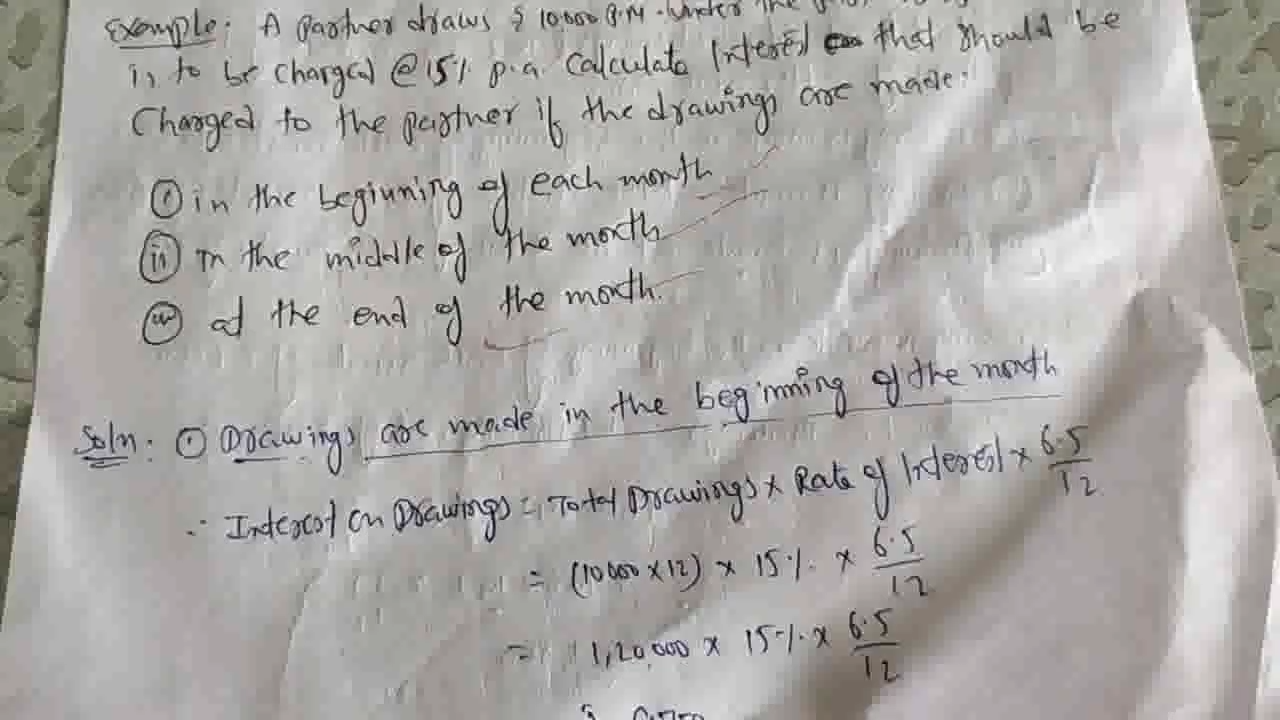 Example: A partner draws $ 10,000 P.M. Under the
is to be charged @ 15% p.a. Calculate Interest that should be
Charged to the partner if the drawings are made:
(i) in the beginning of each month
(ii) in the middle of the month
(iii) at the end of the month.
Soln: (i) Drawings are made in the beginning of the month
∴ Interest on Drawings = Total Drawings x Rate of Interest x 6.5/12
= (10000 x 12) x 15% x 6.5/12
= 1,20,000 x 15% x 6.5/12